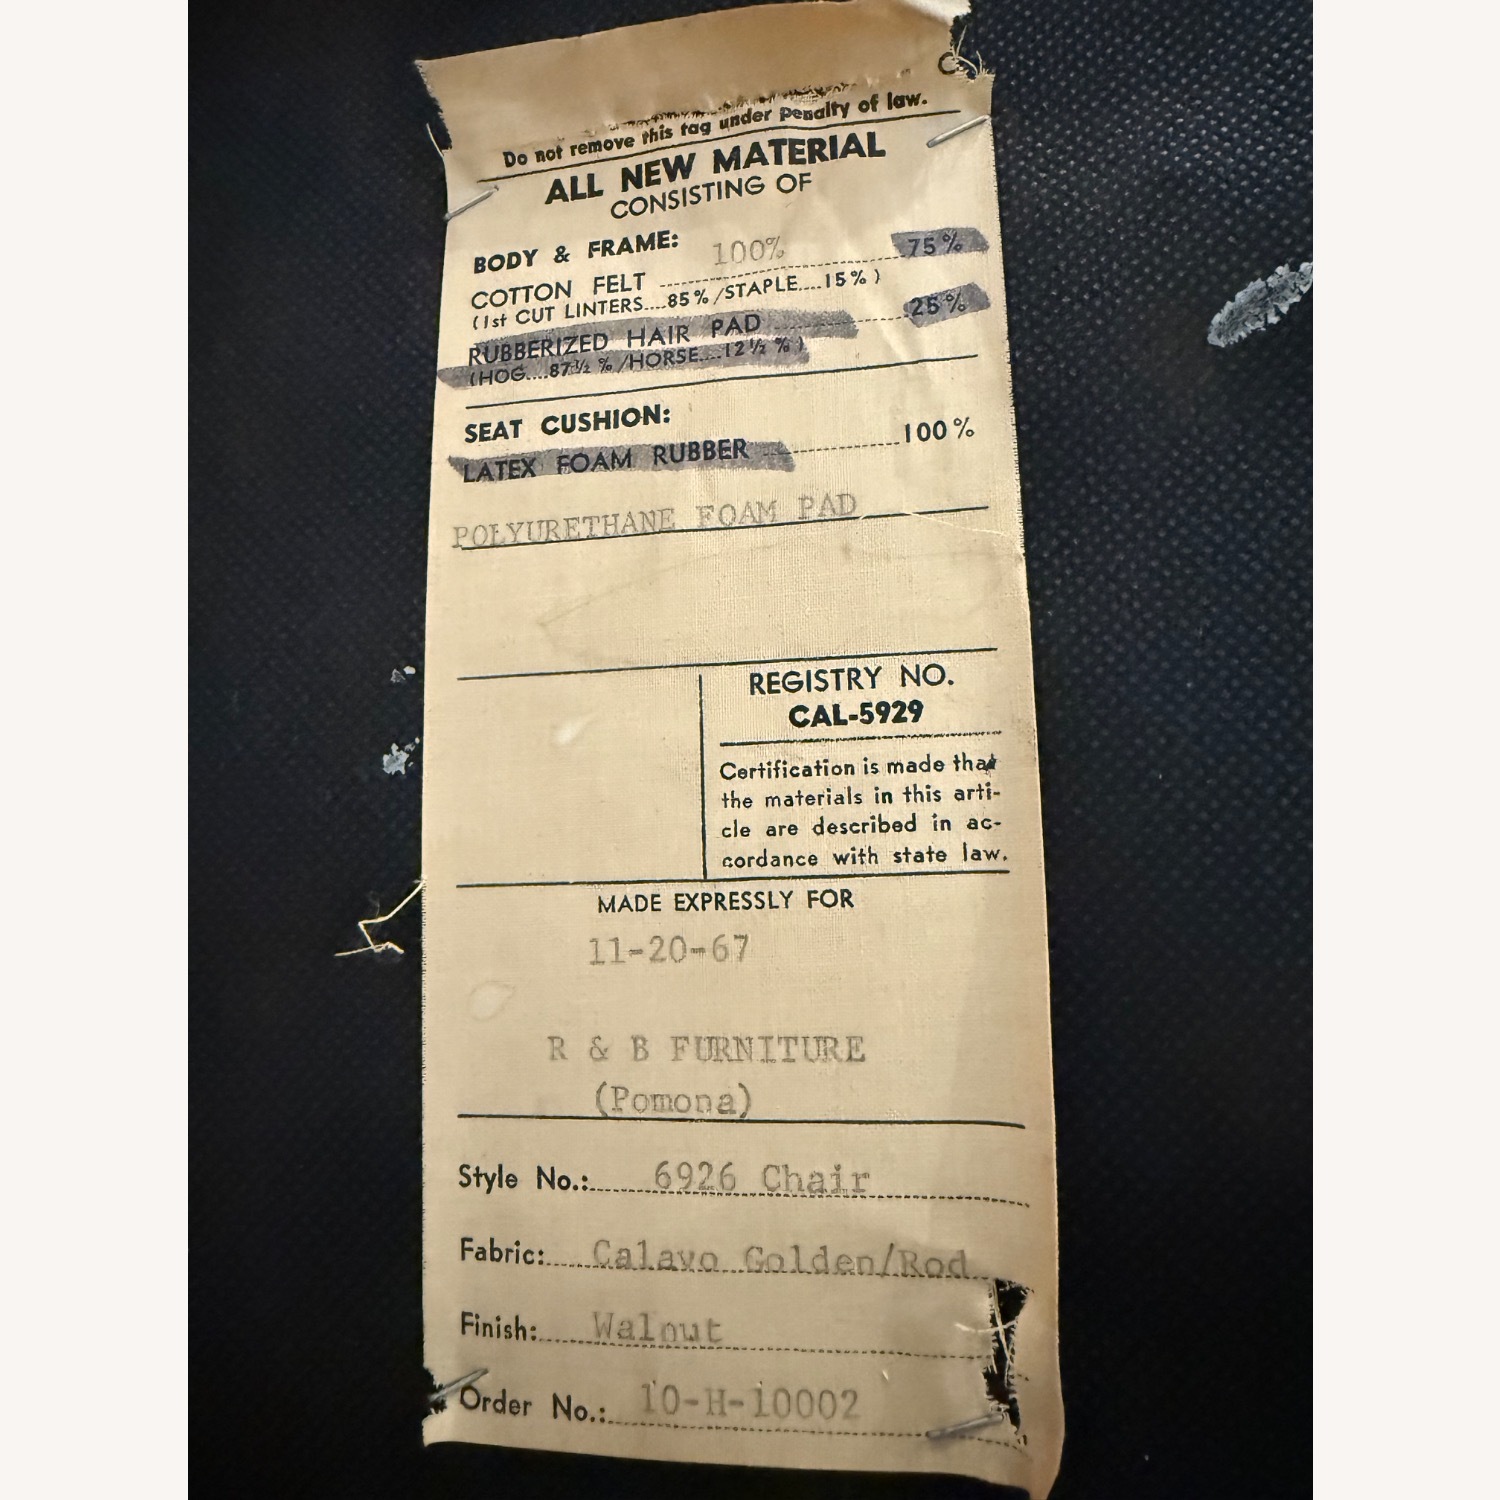 Do not remove this tag under penalty of law.
ALL NEW MATERIAL
CONSISTING OF
BODY & FRAME: 100%
COTTON FELT 75%
(1st CUT LINTERS....85%/STAPLE....15%)
RUBBERIZED HAIR PAD 25%
(HOG....87½ %/HORSE....12½ %)
SEAT CUSHION:
LATEX FOAM RUBBER 100%
POLYURETHANE FOAM PAD
REGISTRY NO.
CAL-5929
Certification is made that
the materials in this arti-
cle are described in ac-
cordance with state law.
MADE EXPRESSLY FOR
11-20-67
R & B FURNITURE
(Pomona)
Style No.: 6926 Chair
Fabric: Calavo Golden/Rod
Finish: Walnut
Order No.: 10-H-10002